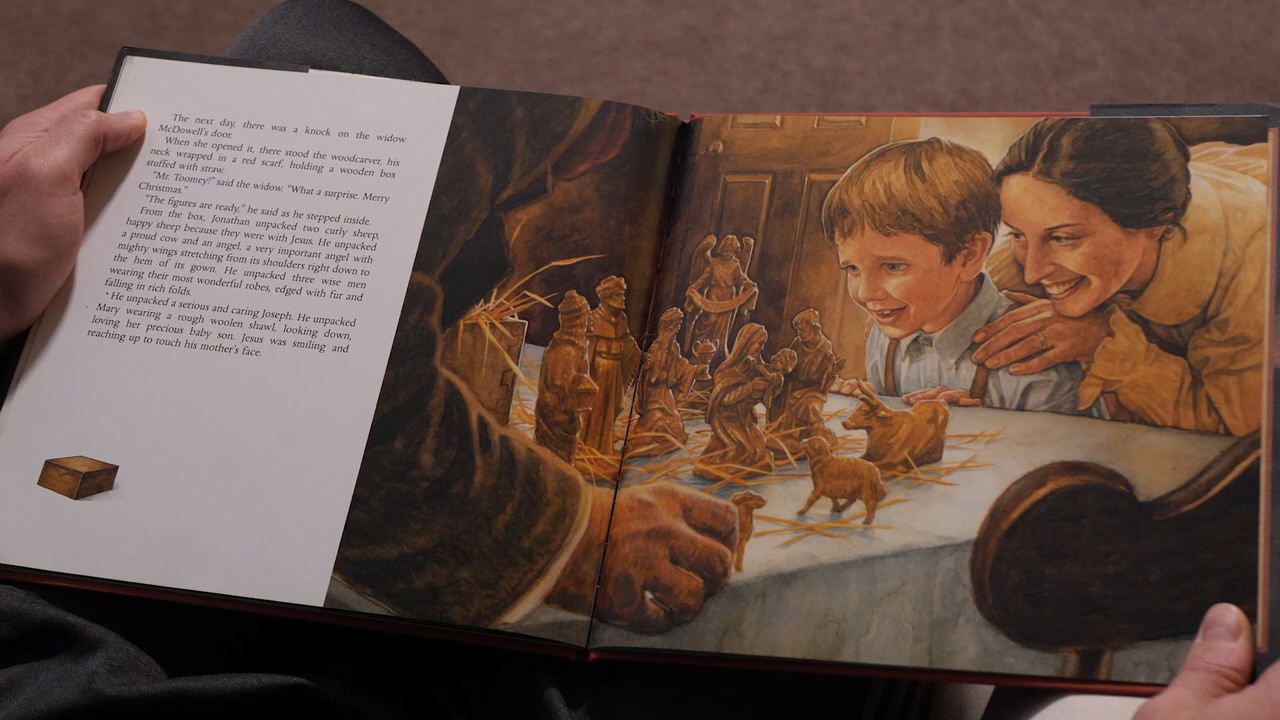 The next day, there was a knock on the widow
McDowell's door.
When she opened it, there stood the woodcarver, his
neck wrapped in a red scarf, holding a wooden box
stuffed with straw.
"Mr. Toomey!" said the widow. "What a surprise. Merry
Christmas."
"The figures are ready," he said as he stepped inside.
From the box, Jonathan unpacked two curly sheep,
happy sheep because they were with Jesus. He unpacked
a proud cow and an angel, a very important angel with
mighty wings stretching from its shoulders right down to
the hem of its gown. He unpacked three wise men
wearing their most wonderful robes, edged with fur and
falling in rich folds.
He unpacked a serious and caring Joseph. He unpacked
Mary wearing a rough woolen shawl, looking down,
loving her precious baby son. Jesus was smiling and
reaching up to touch his mother's face.